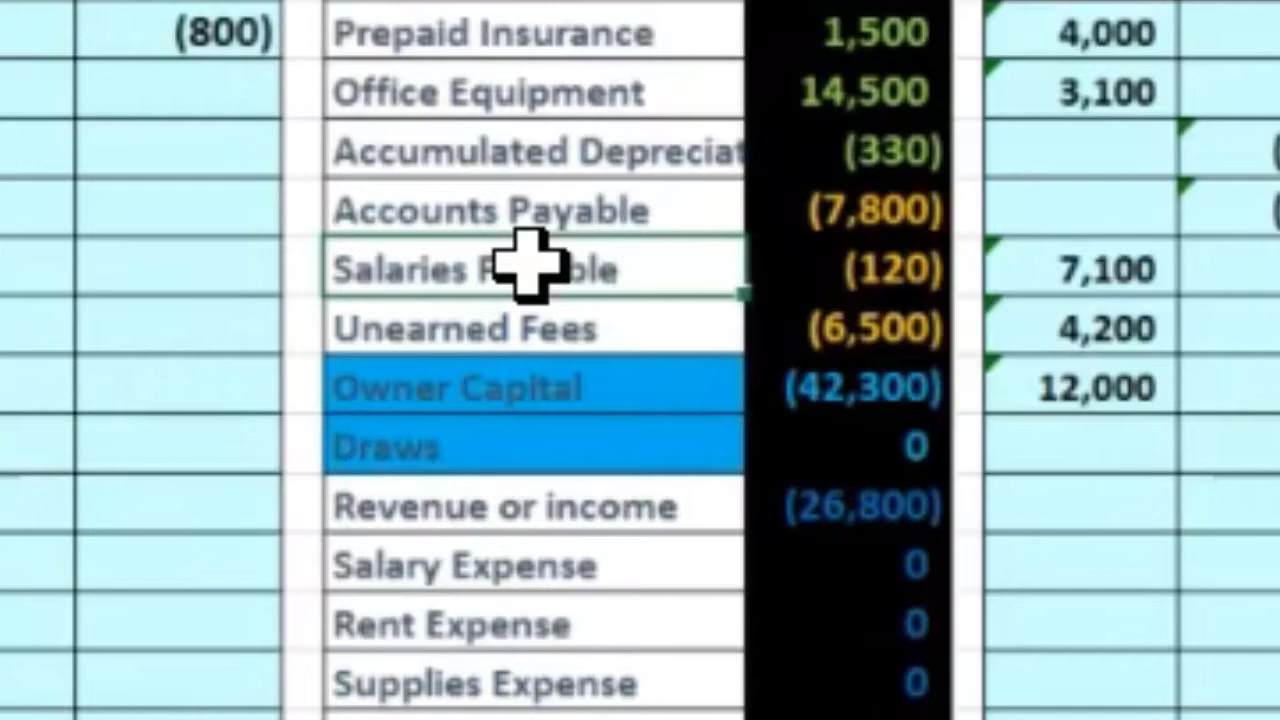 (800) Prepaid Insurance 1,500 4,000
Office Equipment 14,500 3,100
Accumulated Depreciat (330) (
Accounts Payable (7,800) (
Salaries P ble (120) 7,100
Unearned Fees (6,500) 4,200
Owner Capital (42,300) 12,000
Draws 0
Revenue or income (26,800)
Salary Expense 0
Rent Expense 0
Supplies Expense 0